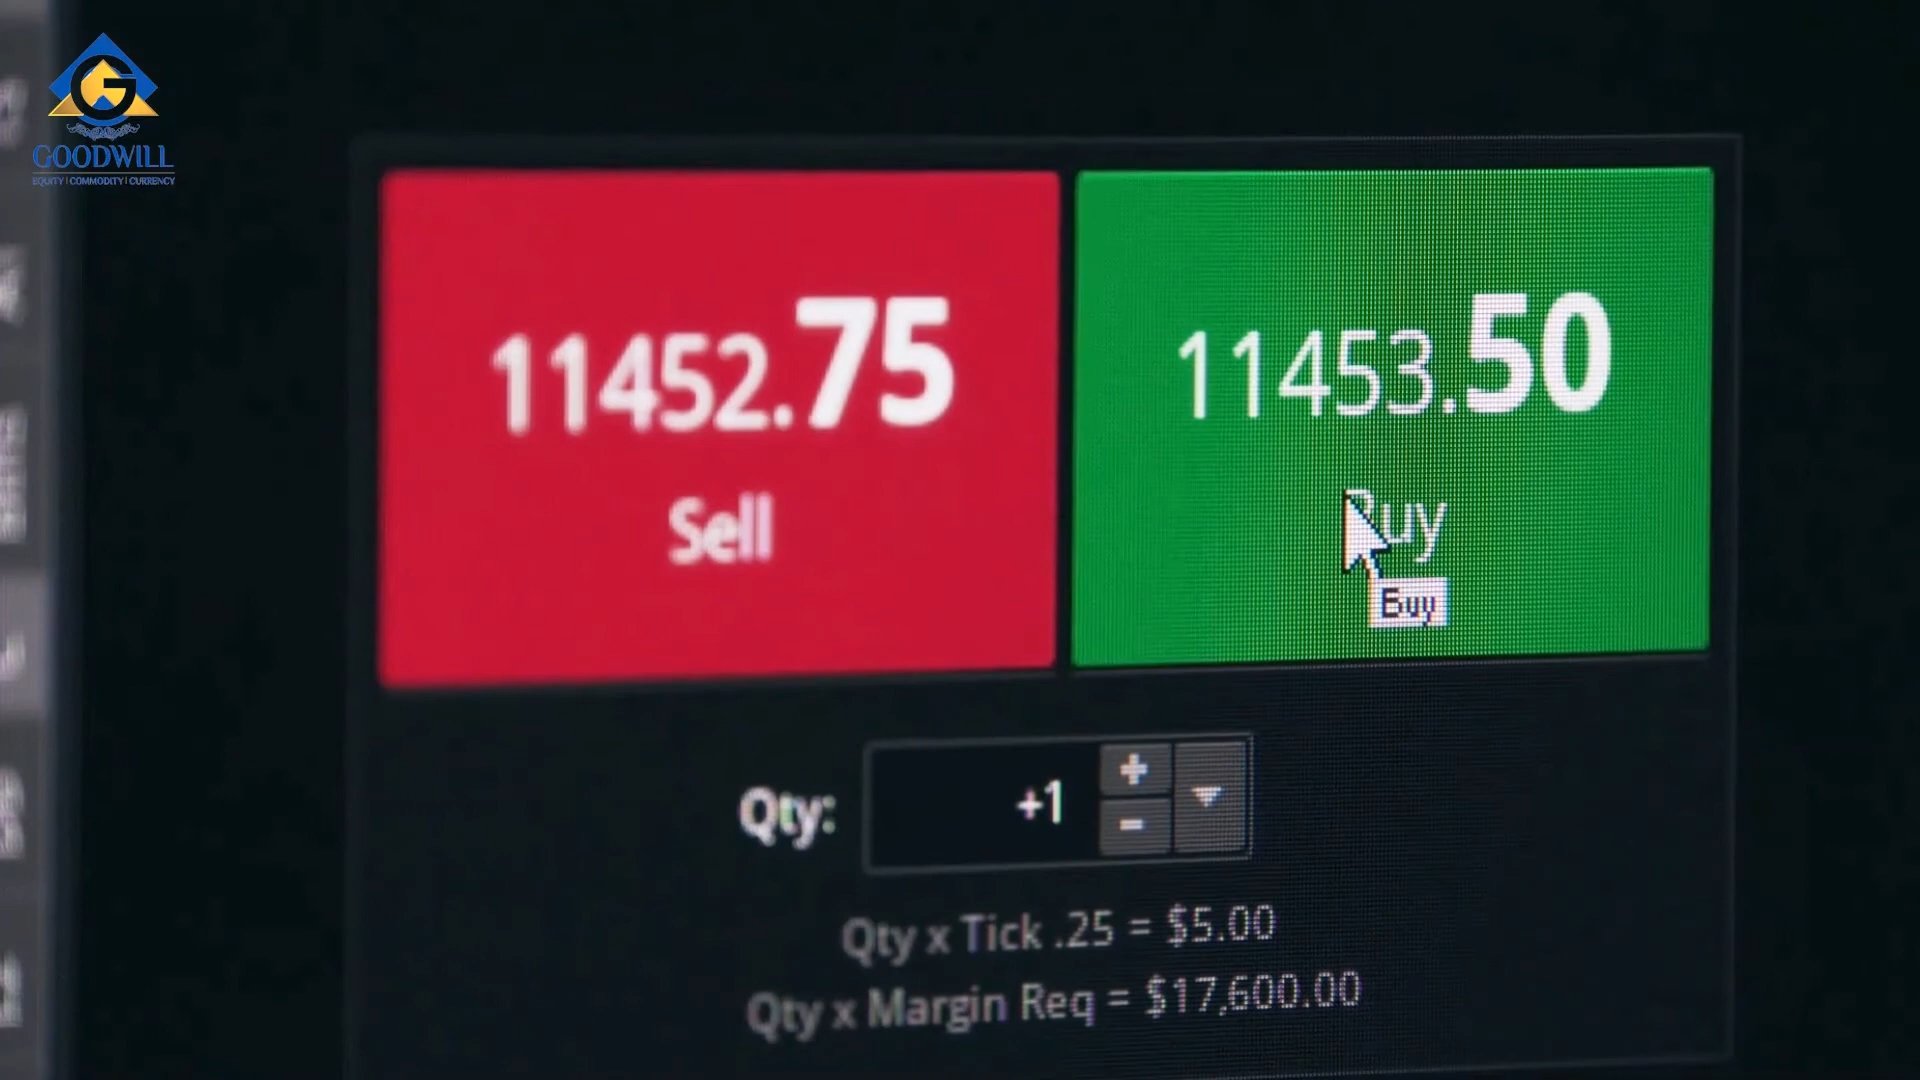 GOODWILL
EQUITY | COMMODITY | CURRENCY
11452.75
11453.50
Sell
Buy
Buy
Qty:
+1
+
-
Qty x Tick .25 = $5.00
Qty x Margin Req = $17,600.00